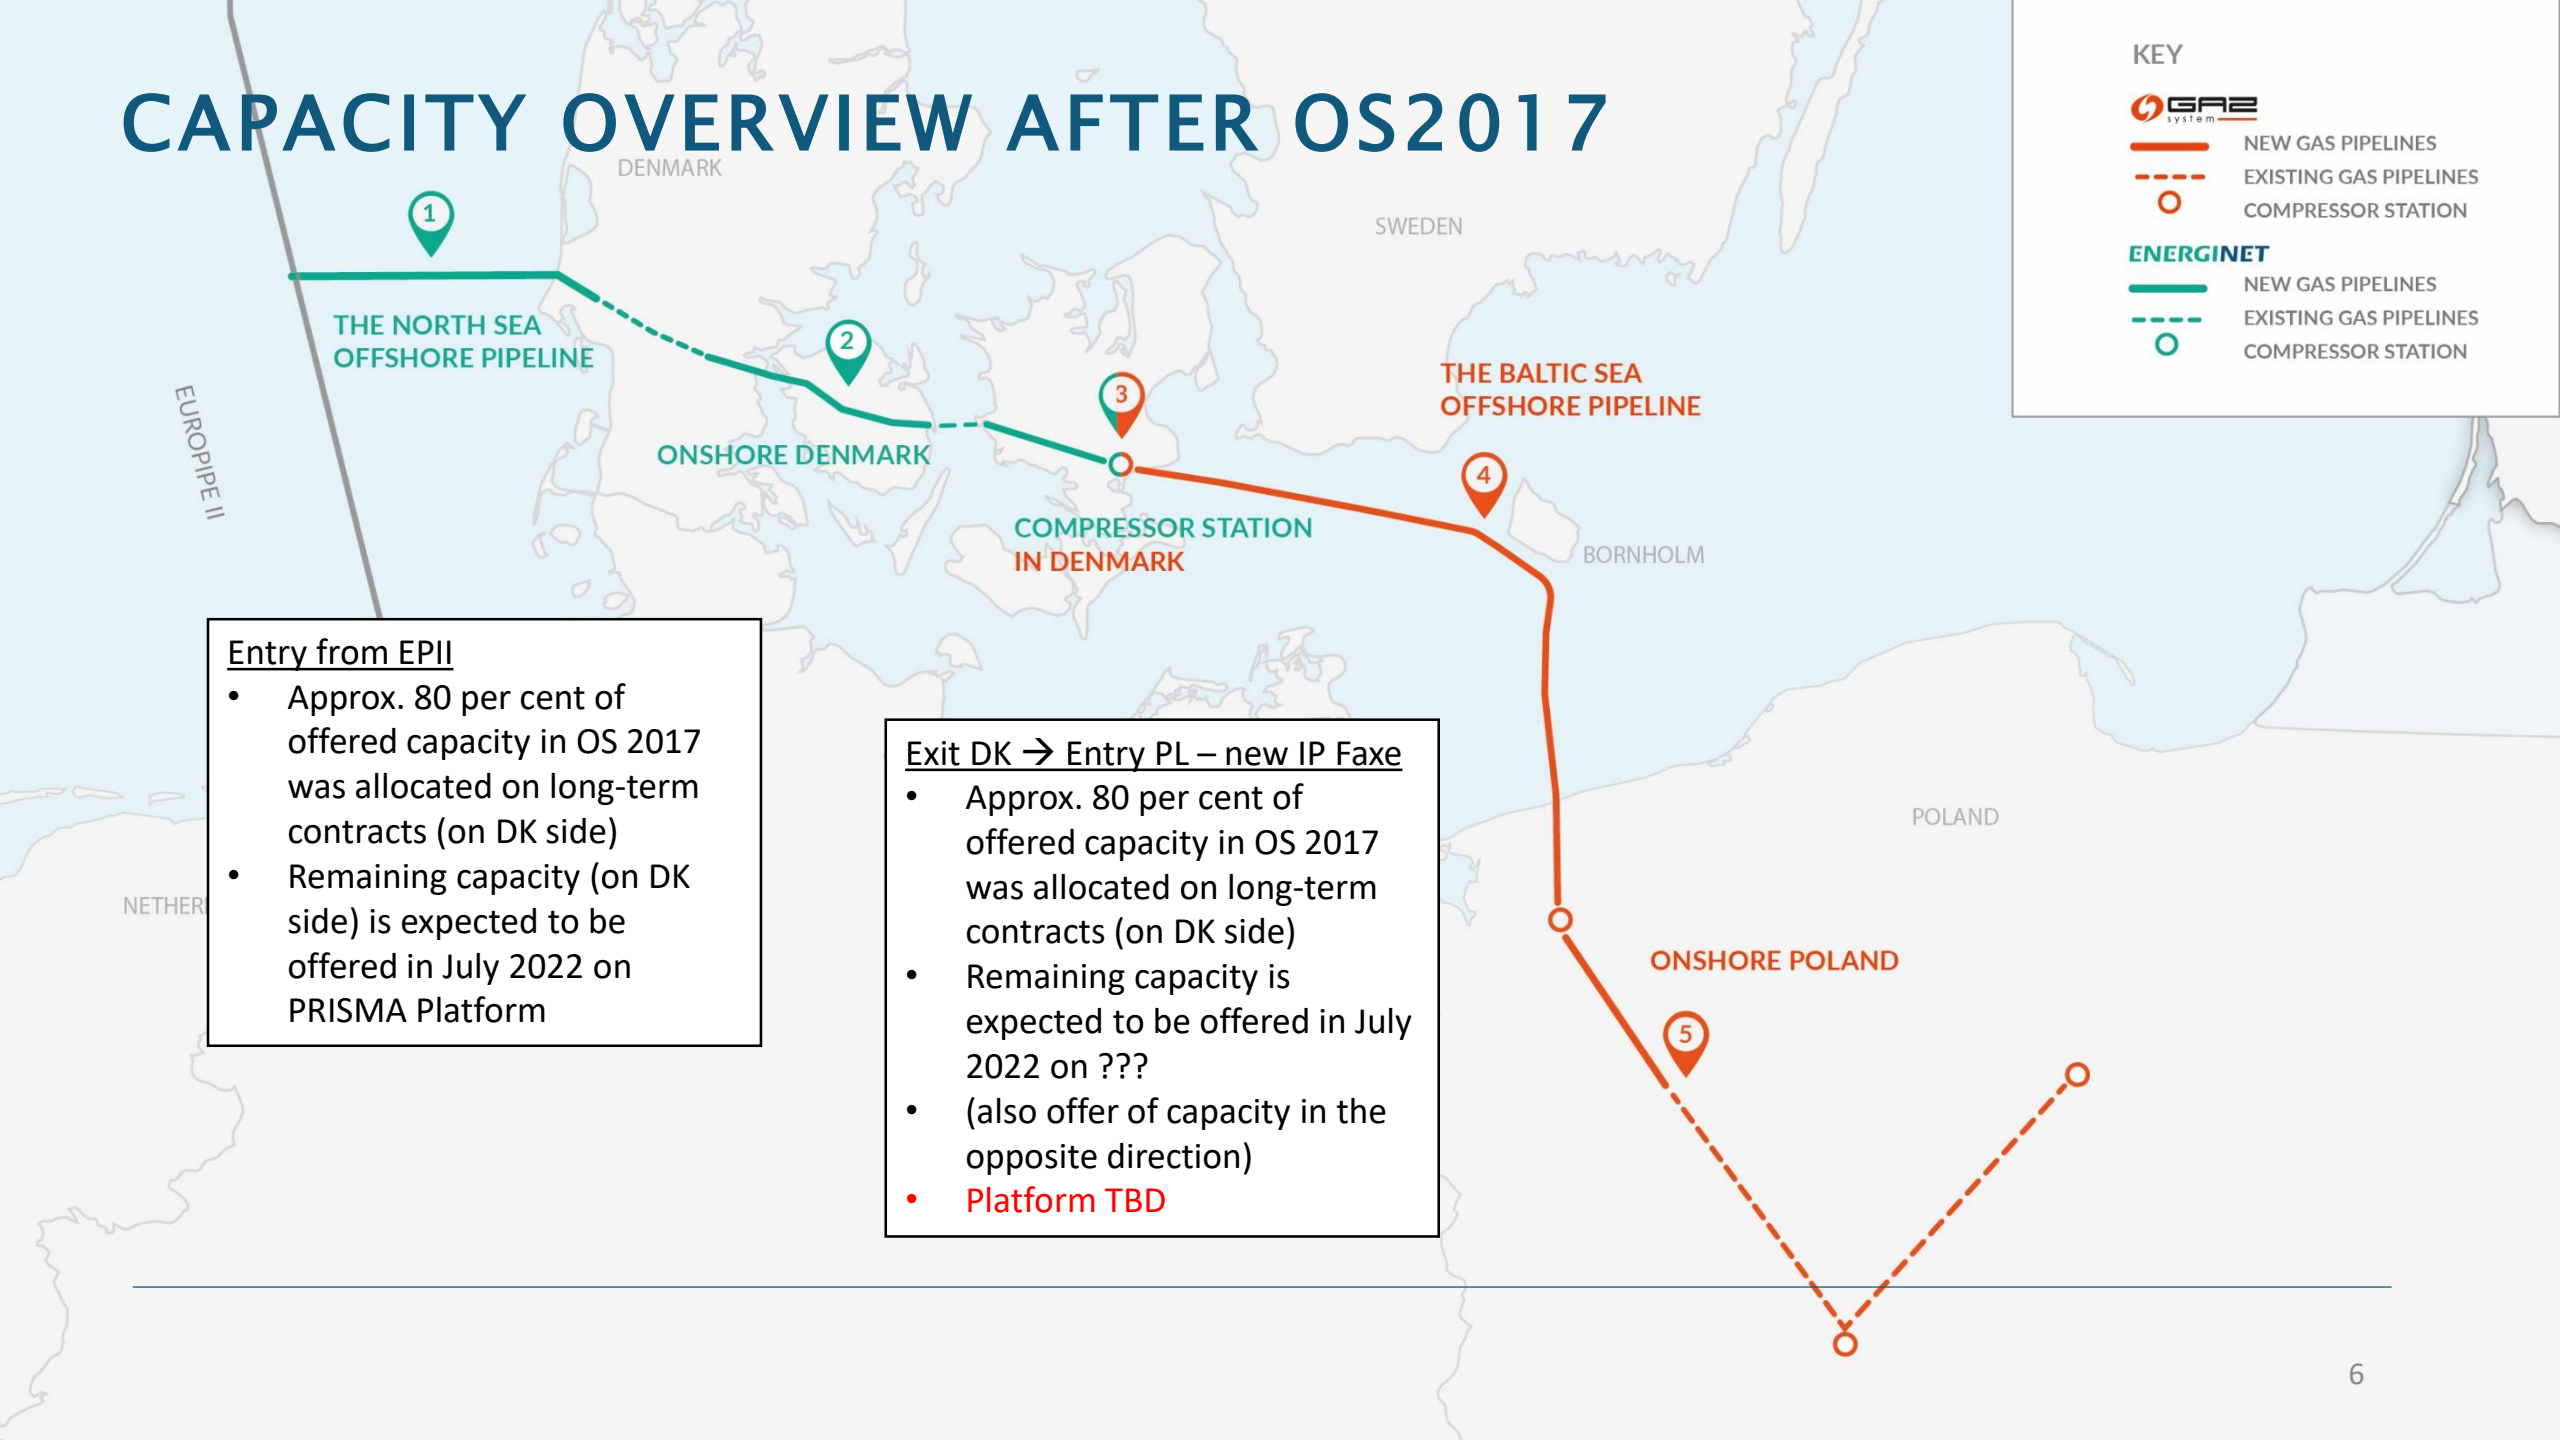 CAPACITY OVERVIEW AFTER OS2017
KEY
GAZ
system
NEW GAS PIPELINES
EXISTING GAS PIPELINES
COMPRESSOR STATION
ENERGINET
NEW GAS PIPELINES
EXISTING GAS PIPELINES
COMPRESSOR STATION
DENMARK
SWEDEN
1
THE NORTH SEA
OFFSHORE PIPELINE
2
3
THE BALTIC SEA
OFFSHORE PIPELINE
EUROPIPE II
ONSHORE DENMARK
4
COMPRESSOR STATION
IN DENMARK
BORNHOLM
Entry from EPII
• Approx. 80 per cent of
offered capacity in OS 2017
was allocated on long-term
contracts (on DK side)
• Remaining capacity (on DK
side) is expected to be
offered in July 2022 on
PRISMA Platform
Exit DK → Entry PL – new IP Faxe
• Approx. 80 per cent of
offered capacity in OS 2017
was allocated on long-term
contracts (on DK side)
• Remaining capacity is
expected to be offered in July
2022 on ???
• (also offer of capacity in the
opposite direction)
• Platform TBD
POLAND
NETHER
ONSHORE POLAND
5
6